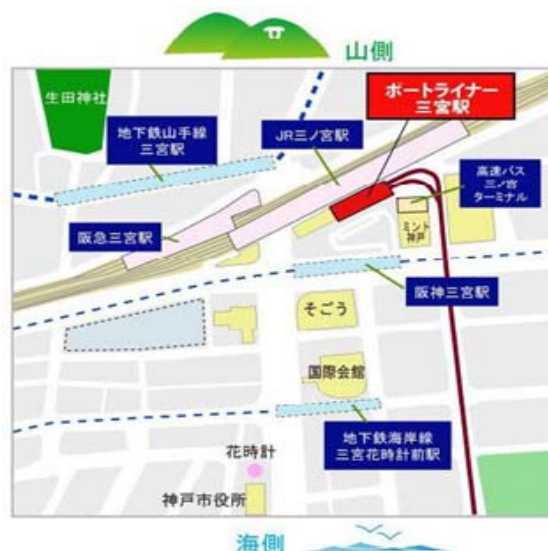 山側
生田神社
ポートライナー
三宮駅
地下鉄山手線
三宮駅
JR三ノ宮駅
高速バス
三ノ宮
ターミナル
ミント
神戸
阪急三宮駅
阪神三宮駅
そごう
国際会館
地下鉄海岸線
三宮花時計前駅
花時計
神戸市役所
海側